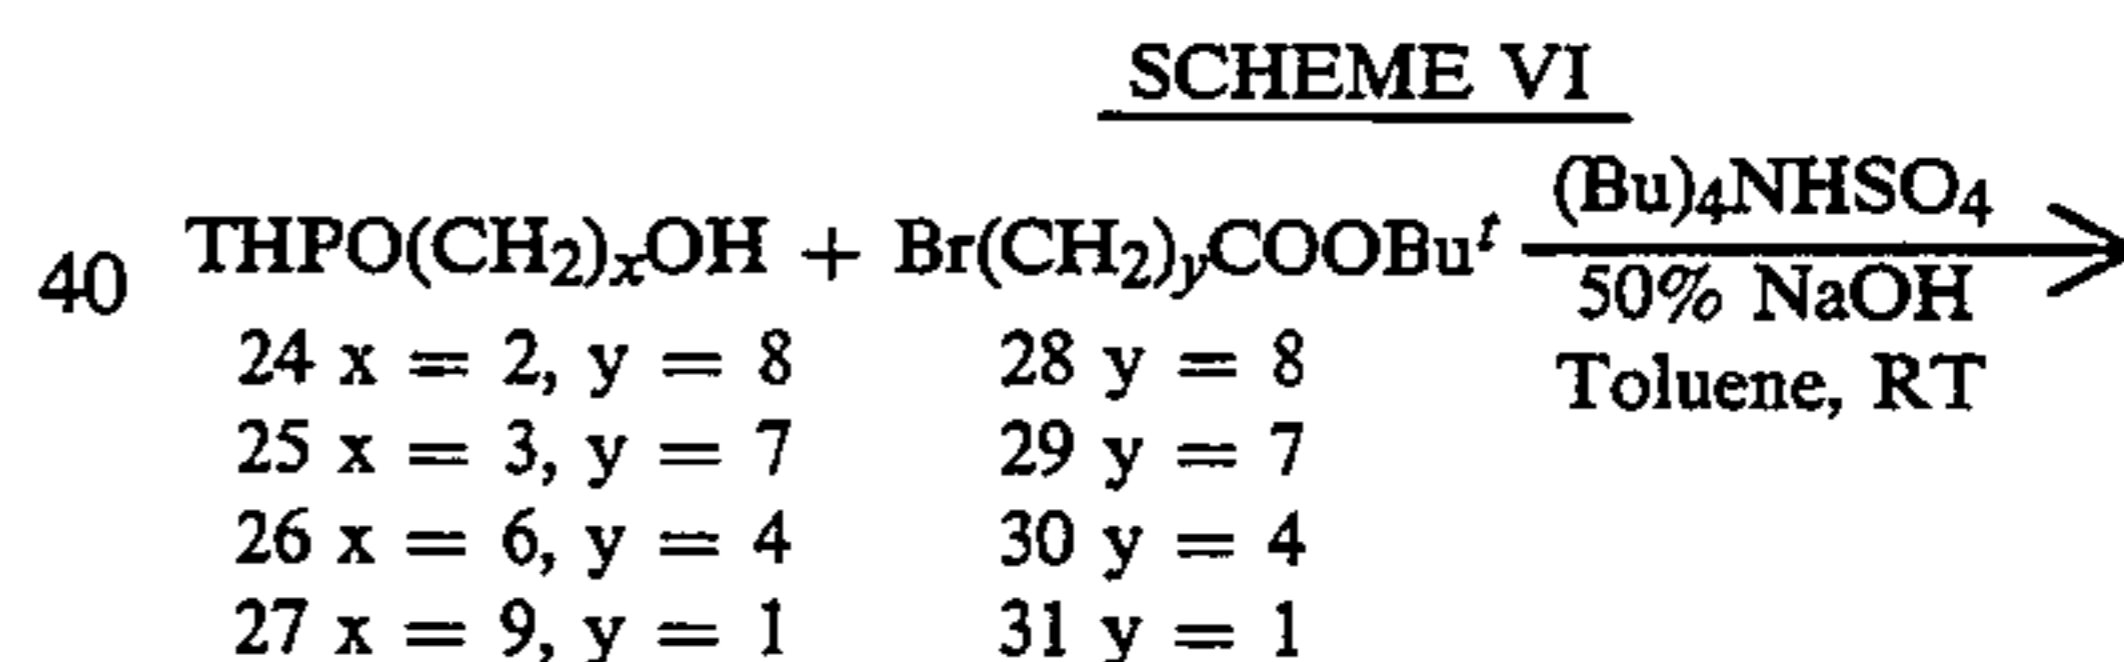 SCHEME VI
(Bu)4NHSO4
40 THPO(CH2)xOH + Br(CH2)yCOOBu^t
50% NaOH
Toluene, RT
24 x = 2, y = 8 28 y = 8
25 x = 3, y = 7 29 y = 7
26 x = 6, y = 4 30 y = 4
27 x = 9, y = 1 31 y = 1